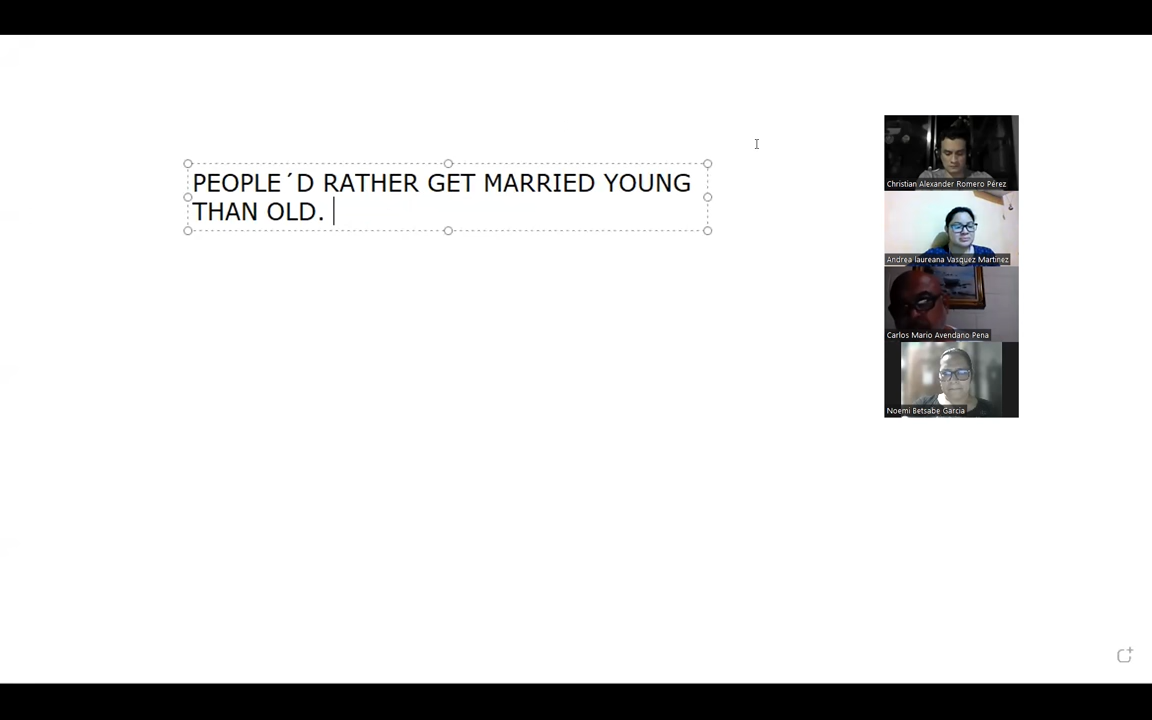 PEOPLE´D RATHER GET MARRIED YOUNG
THAN OLD.
Christian Alexander Romero Pérez
Andrea laureana Vasquez Martinez
Carlos Mario Avendano Pena
Noemi Betsabe Garcia